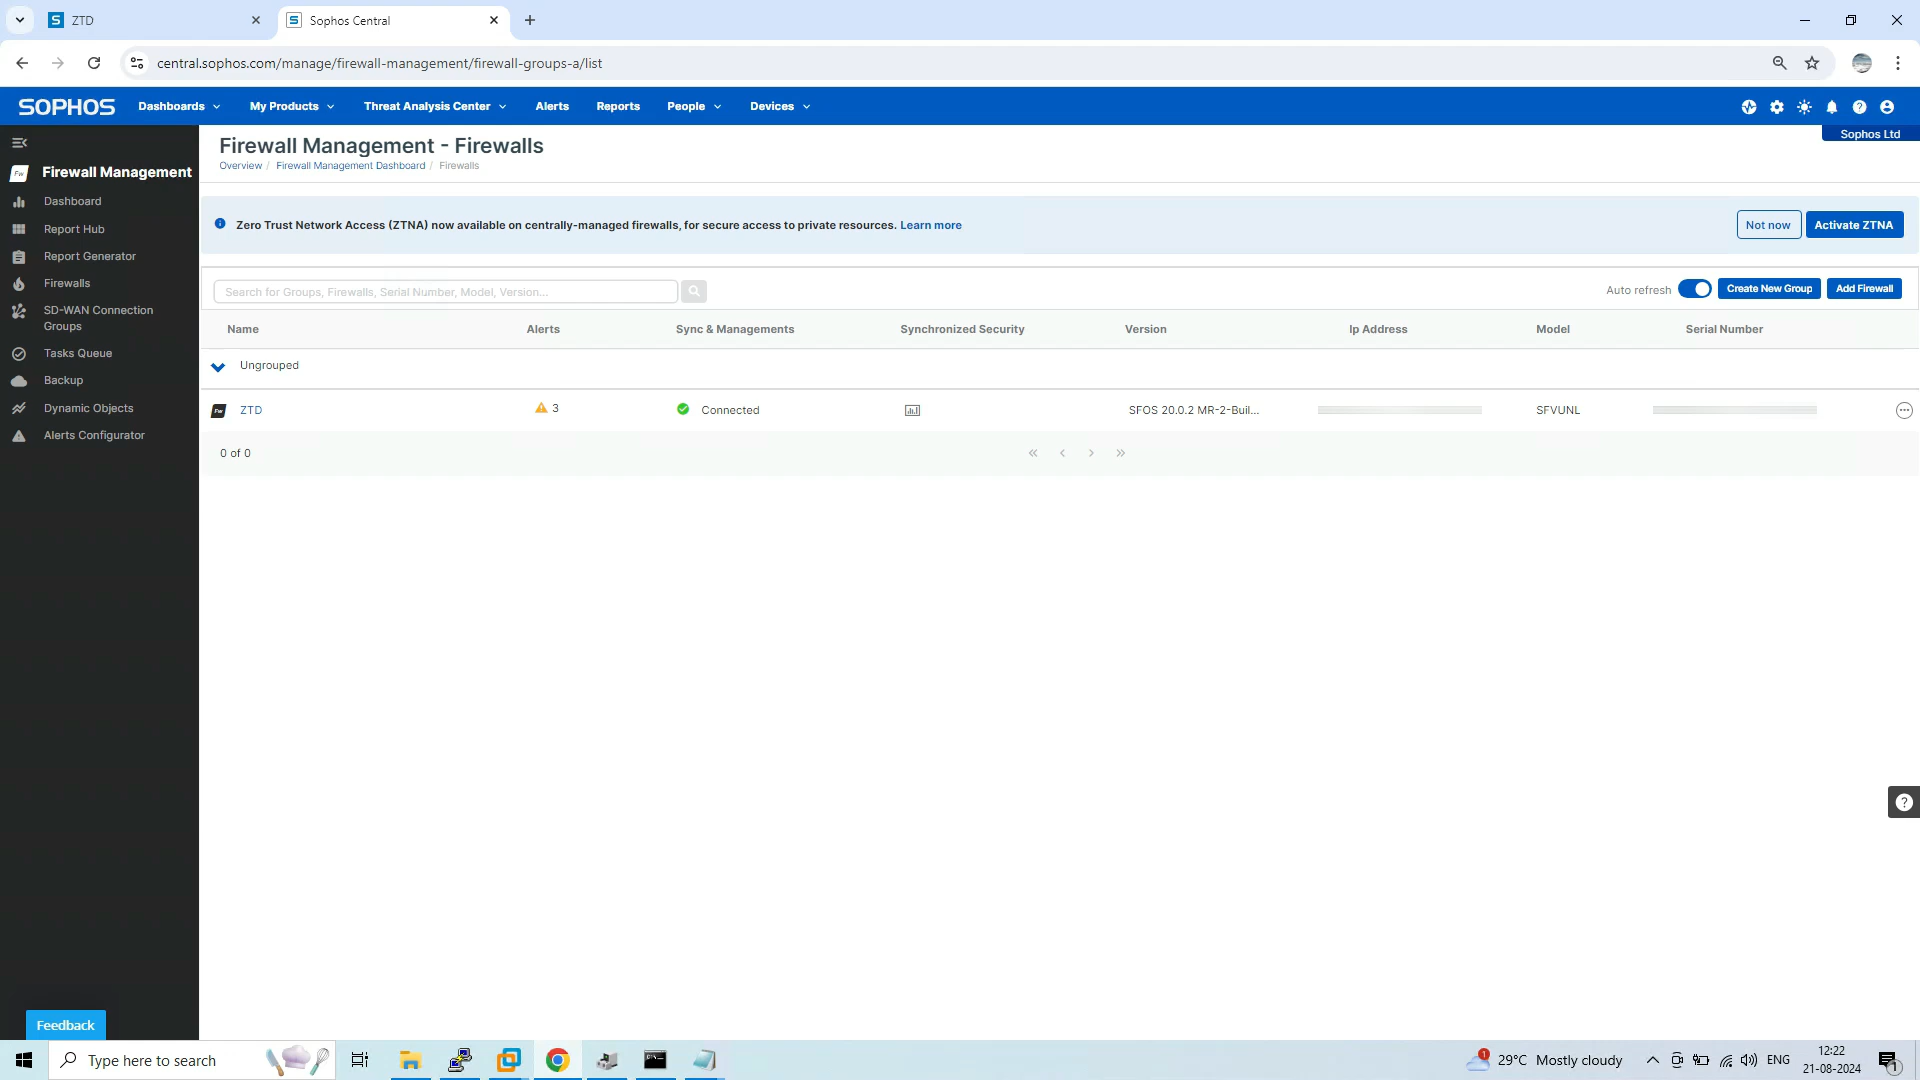 ZTD
Sophos Central
central.sophos.com/manage/firewall-management/firewall-groups-a/list
SOPHOS
Dashboards
My Products
Threat Analysis Center
Alerts
Reports
People
Devices
Sophos Ltd
Firewall Management
Dashboard
Report Hub
Report Generator
Firewalls
SD-WAN Connection
Groups
Tasks Queue
Backup
Dynamic Objects
Alerts Configurator
Feedback
Firewall Management - Firewalls
Overview / Firewall Management Dashboard / Firewalls
Zero Trust Network Access (ZTNA) now available on centrally-managed firewalls, for secure access to private resources. Learn more
Not now
Activate ZTNA
Search for Groups, Firewalls, Serial Number, Model, Version...
Auto refresh
Create New Group
Add Firewall
Name Alerts Sync & Managements Synchronized Security Version Ip Address Model Serial Number
Ungrouped
Fw ZTD 3 Connected SFOS 20.0.2 MR-2-Buil... SFVUNL
0 of 0
Type here to search
1
29°C Mostly cloudy
ENG
12:22
21-08-2024
1